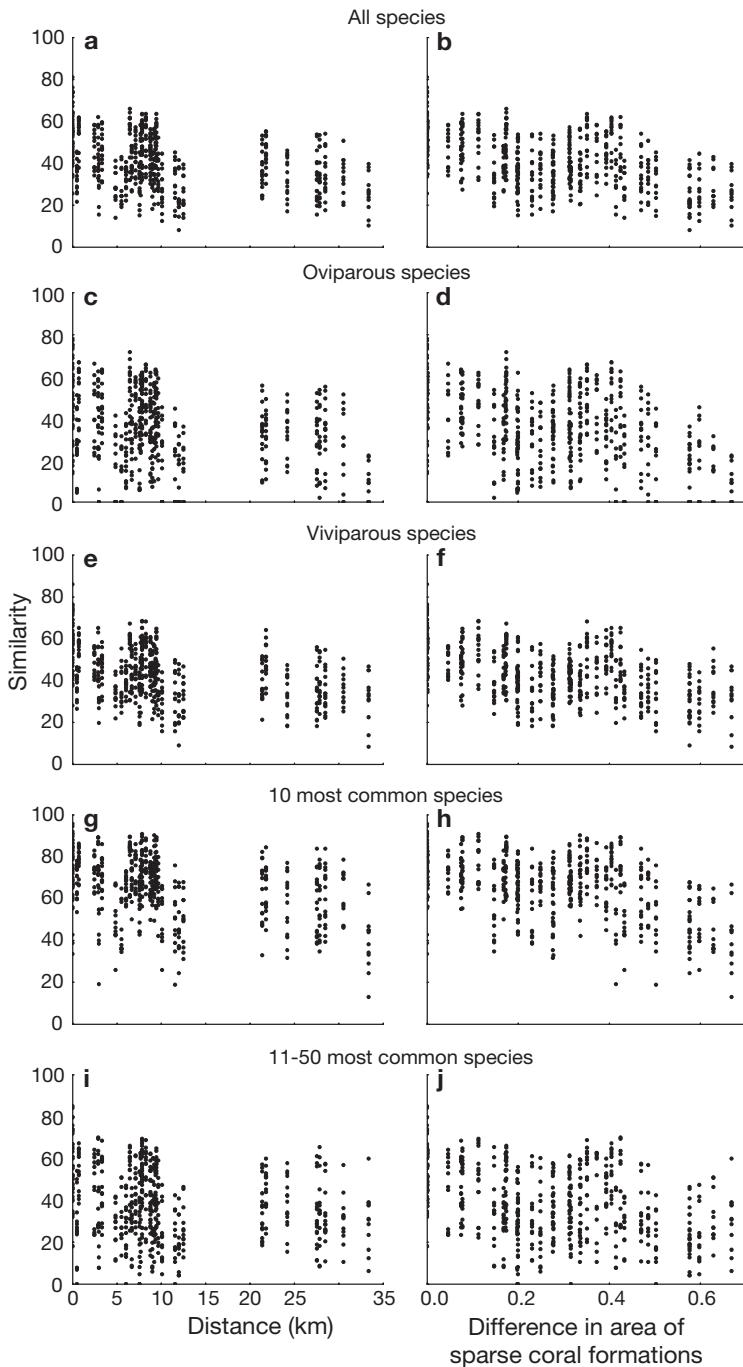 All species
a b
100
80
60
40
20
0
Oviparous species
c d
100
80
60
40
20
0
Viviparous species
e f
100
80
60
40
20
0
Similarity
10 most common species
g h
100
80
60
40
20
0
11-50 most common species
i j
100
80
60
40
20
0
0 5 10 15 20 25 30 35 0.0 0.2 0.4 0.6
Distance (km) Difference in area of
sparse coral formations